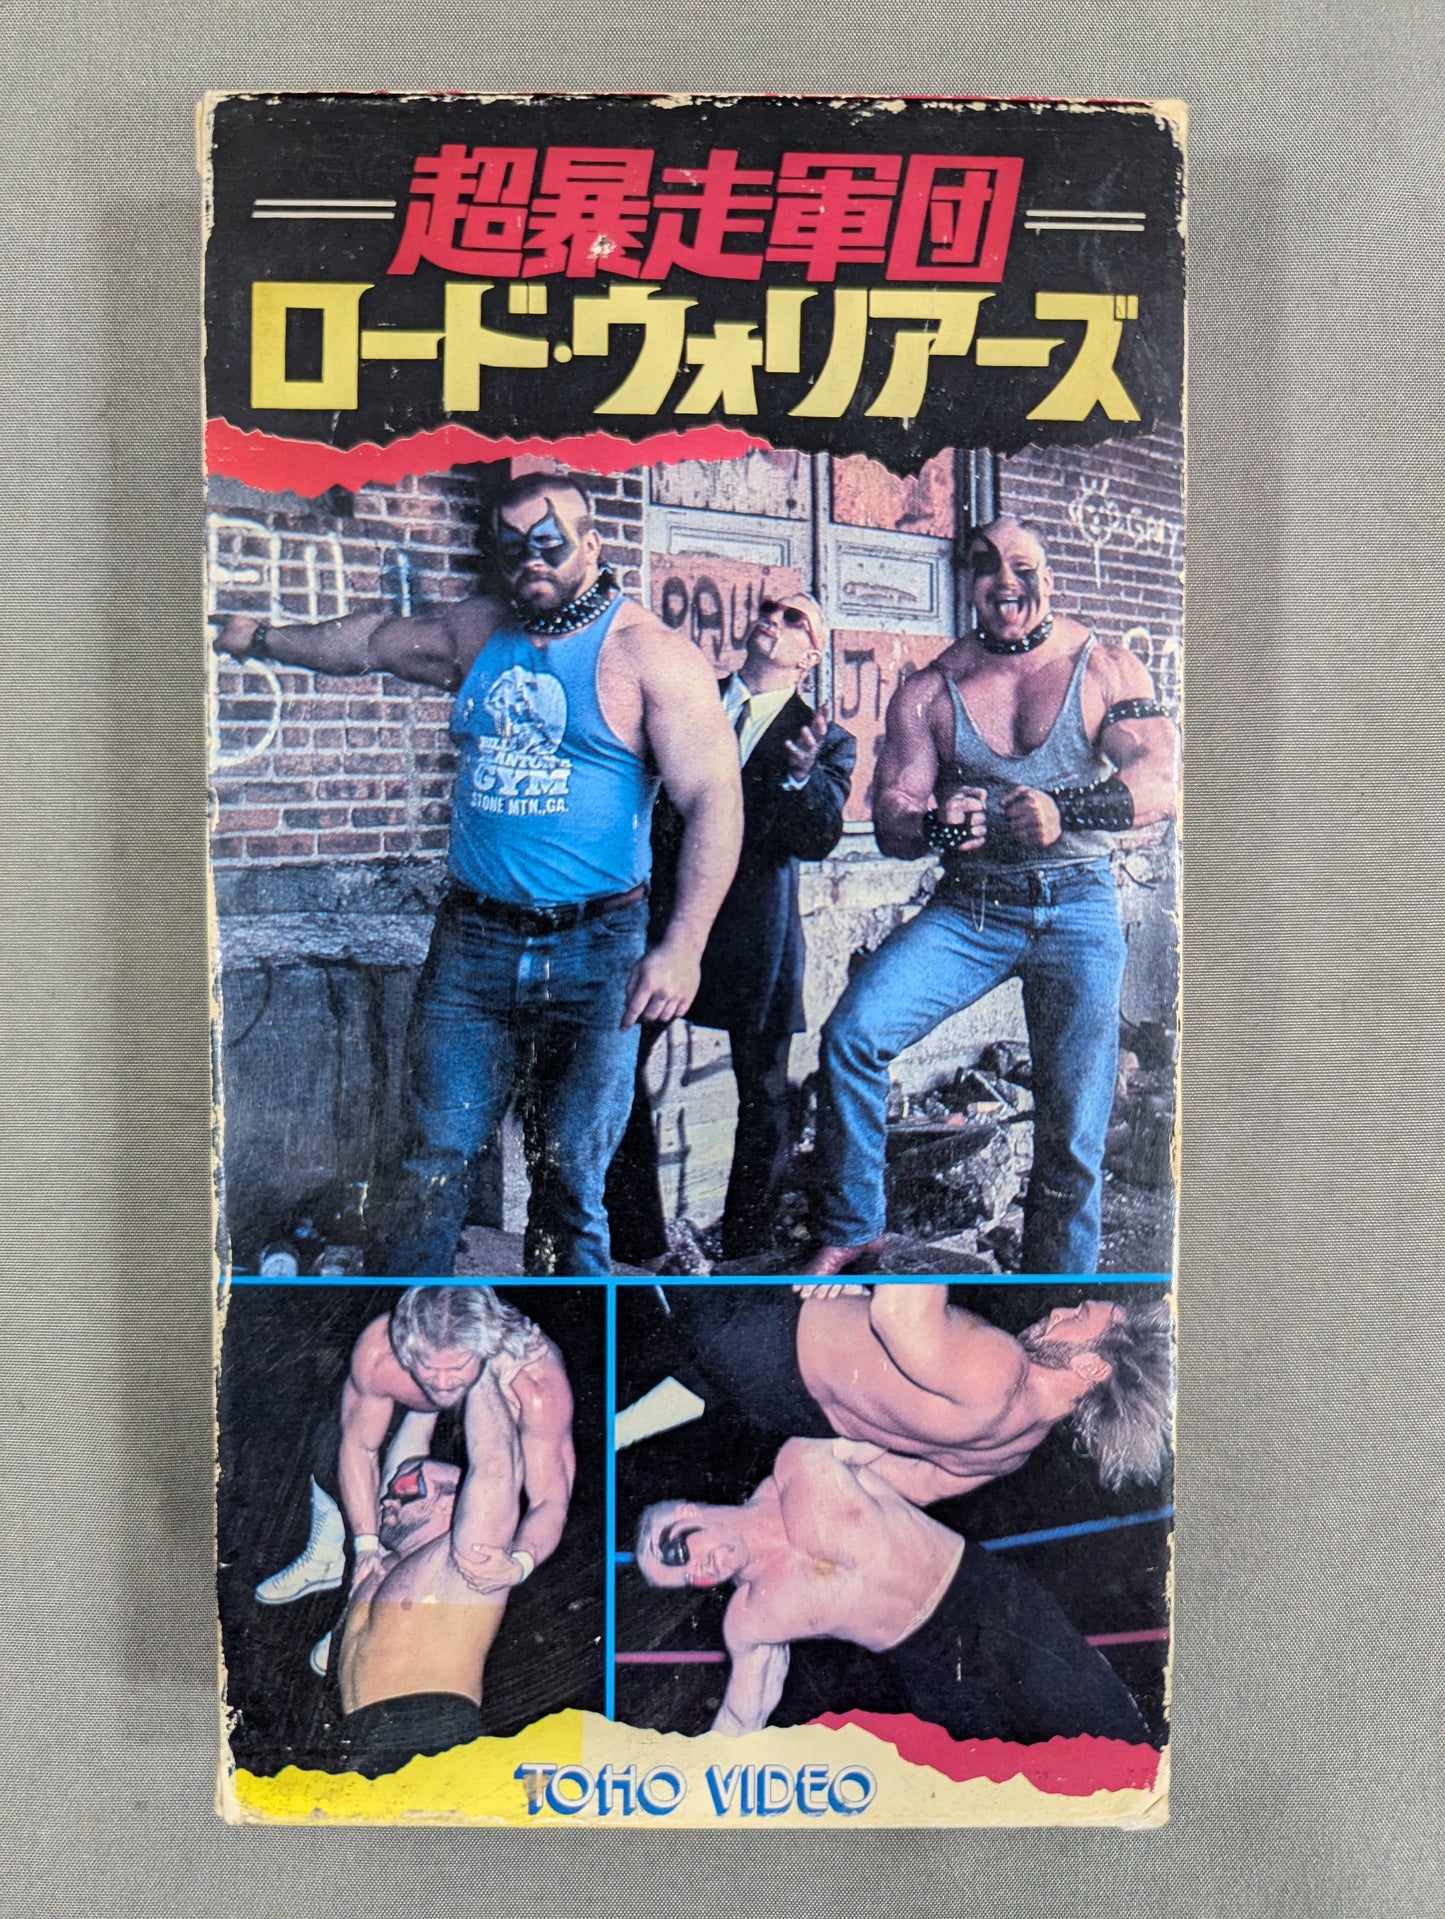 超暴走軍団
ロード・ウォリアーズ
PAU
GYM
STONE MTN.,GA.
TOHO VIDEO